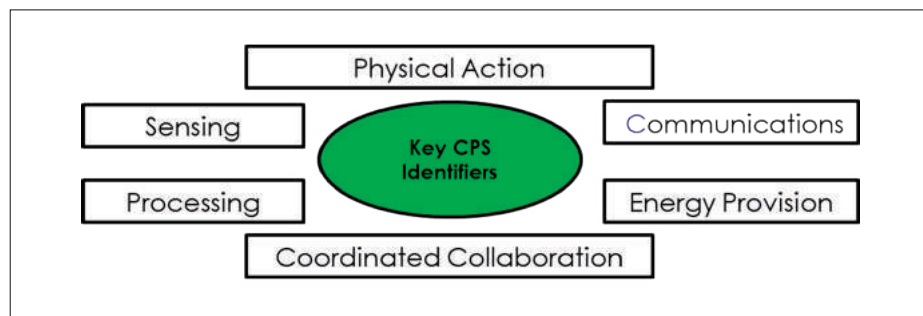 Physical Action
Sensing
Communications
Key CPS
Identifiers
Processing
Energy Provision
Coordinated Collaboration